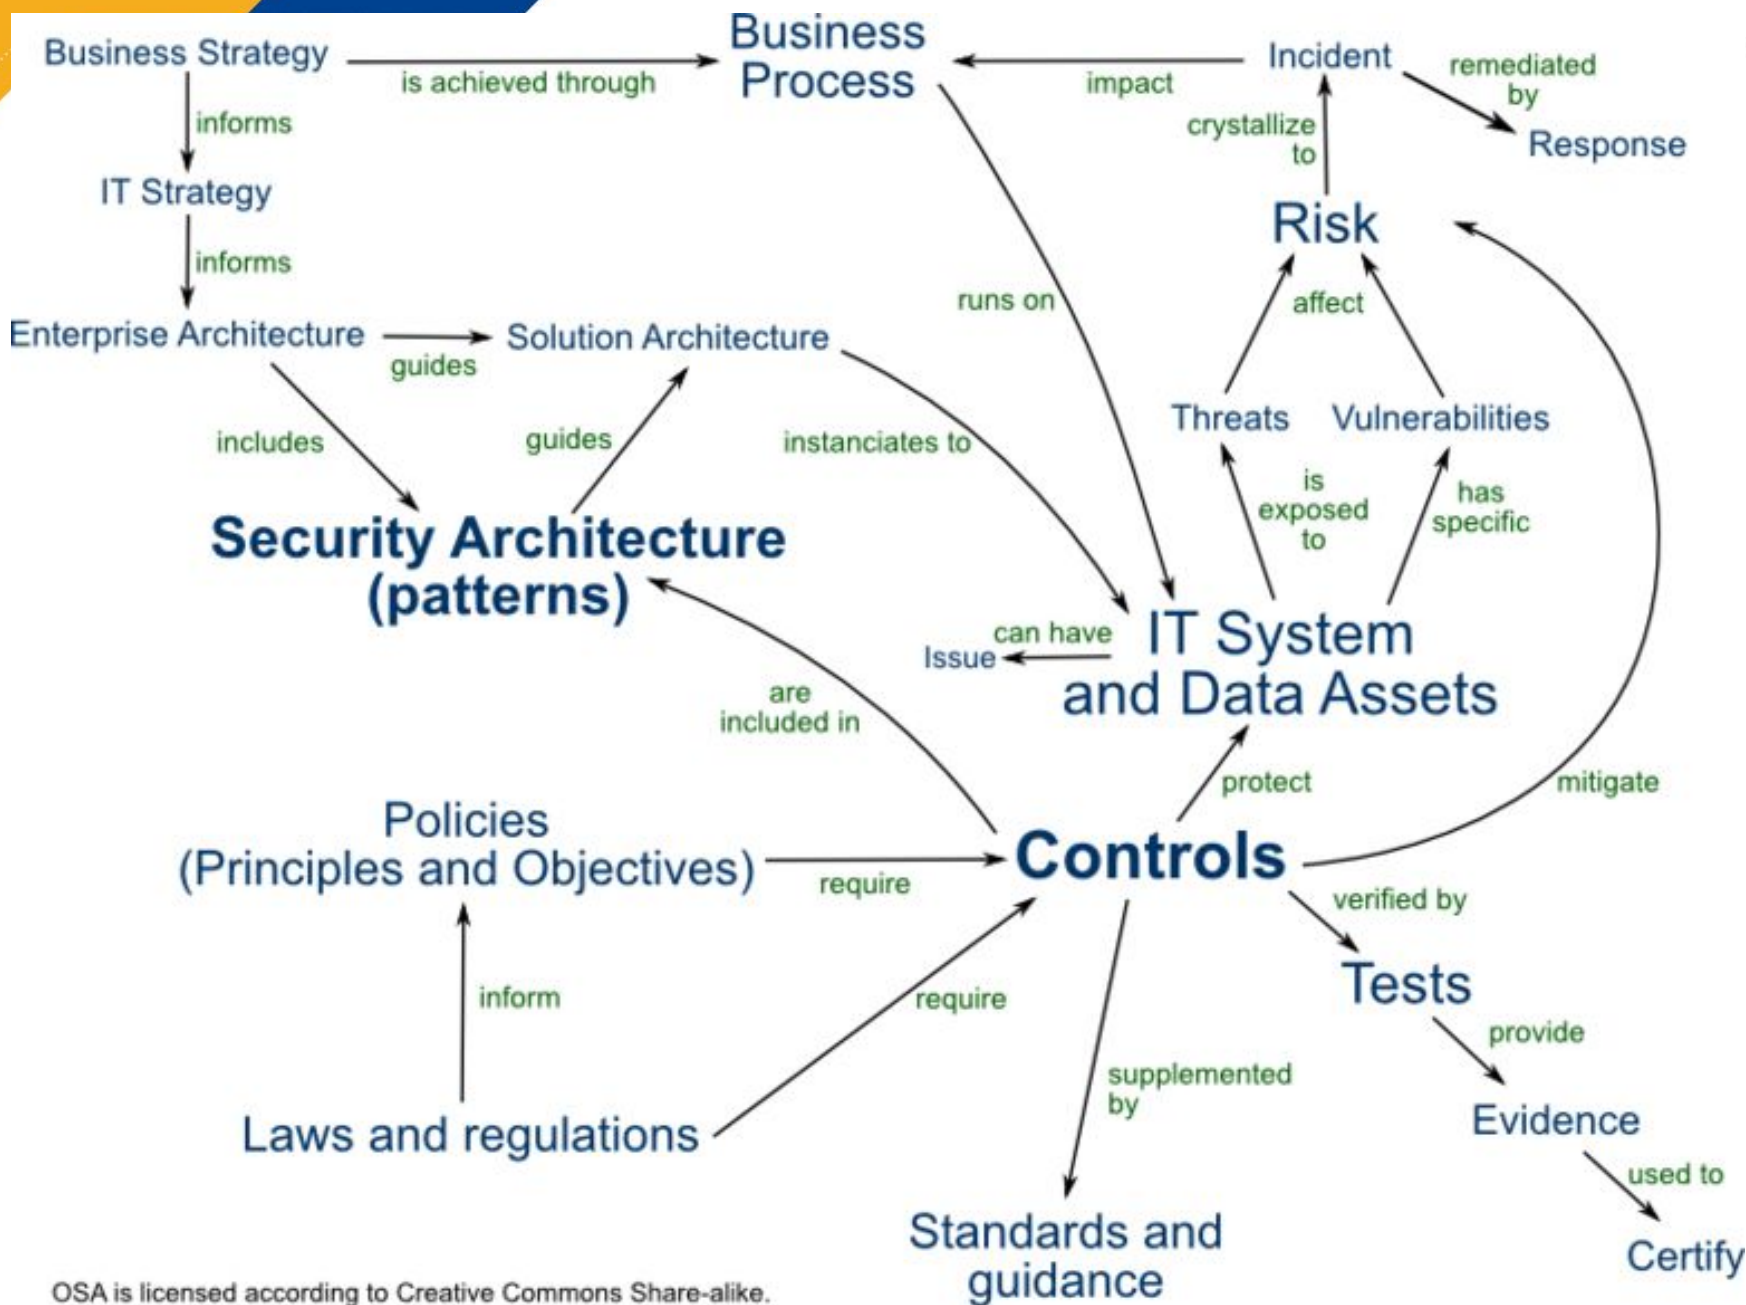 Business Strategy
is achieved through
Business
Process
impact
Incident
remediated
by
Response
informs
crystallize
to
IT Strategy
Risk
informs
runs on
affect
Enterprise Architecture
guides
Solution Architecture
includes
guides
instanciates to
Threats
Vulnerabilities
is
exposed
to
has
specific
Security Architecture
(patterns)
Issue
can have
IT System
and Data Assets
are
included in
protect
mitigate
Policies
(Principles and Objectives)
require
Controls
verified by
Tests
inform
require
provide
supplemented
by
Evidence
Laws and regulations
used to
Standards and
guidance
Certify
OSA is licensed according to Creative Commons Share-alike.